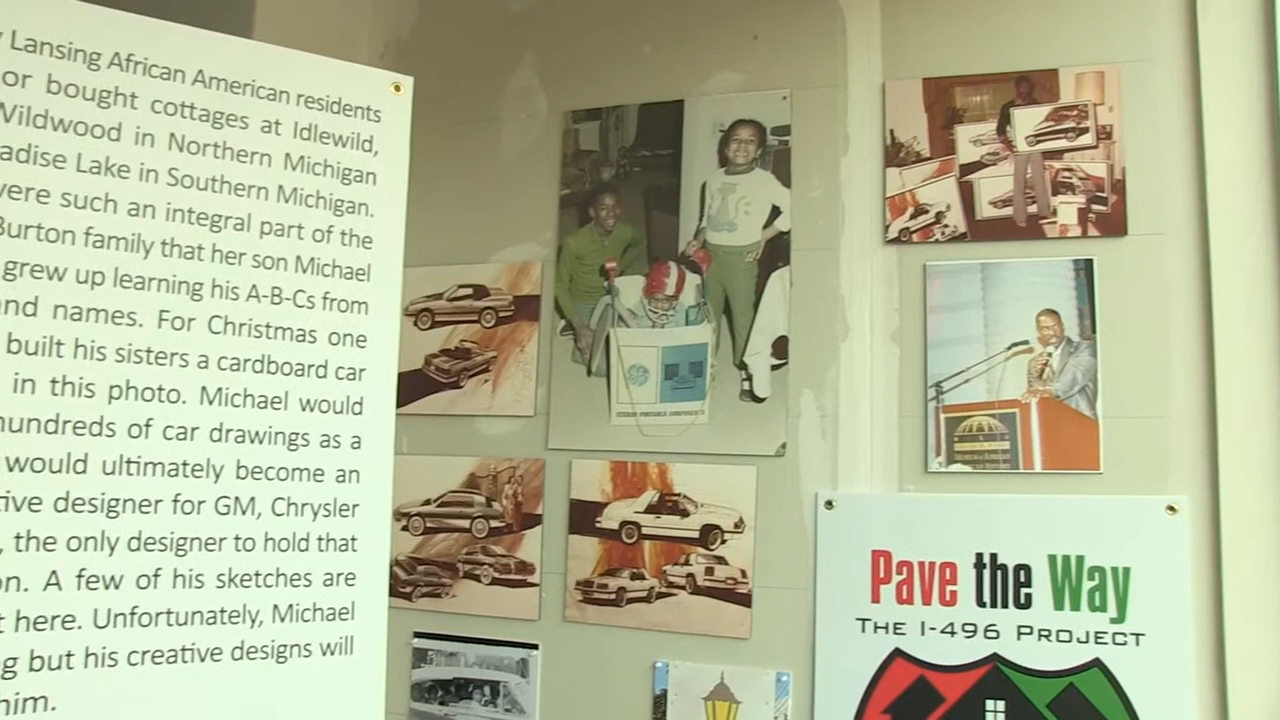 Lansing African American residents
or bought cottages at Idlewild,
Wildwood in Northern Michigan
adise Lake in Southern Michigan.
vere such an integral part of the
Burton family that her son Michael
grew up learning his A-B-Cs from
nd names. For Christmas one
built his sisters a cardboard car
in this photo. Michael would
hundreds of car drawings as a
would ultimately become an
tive designer for GM, Chrysler
, the only designer to hold that
on. A few of his sketches are
t here. Unfortunately, Michael
g but his creative designs will
him.
Pave the Way
THE I-496 PROJECT